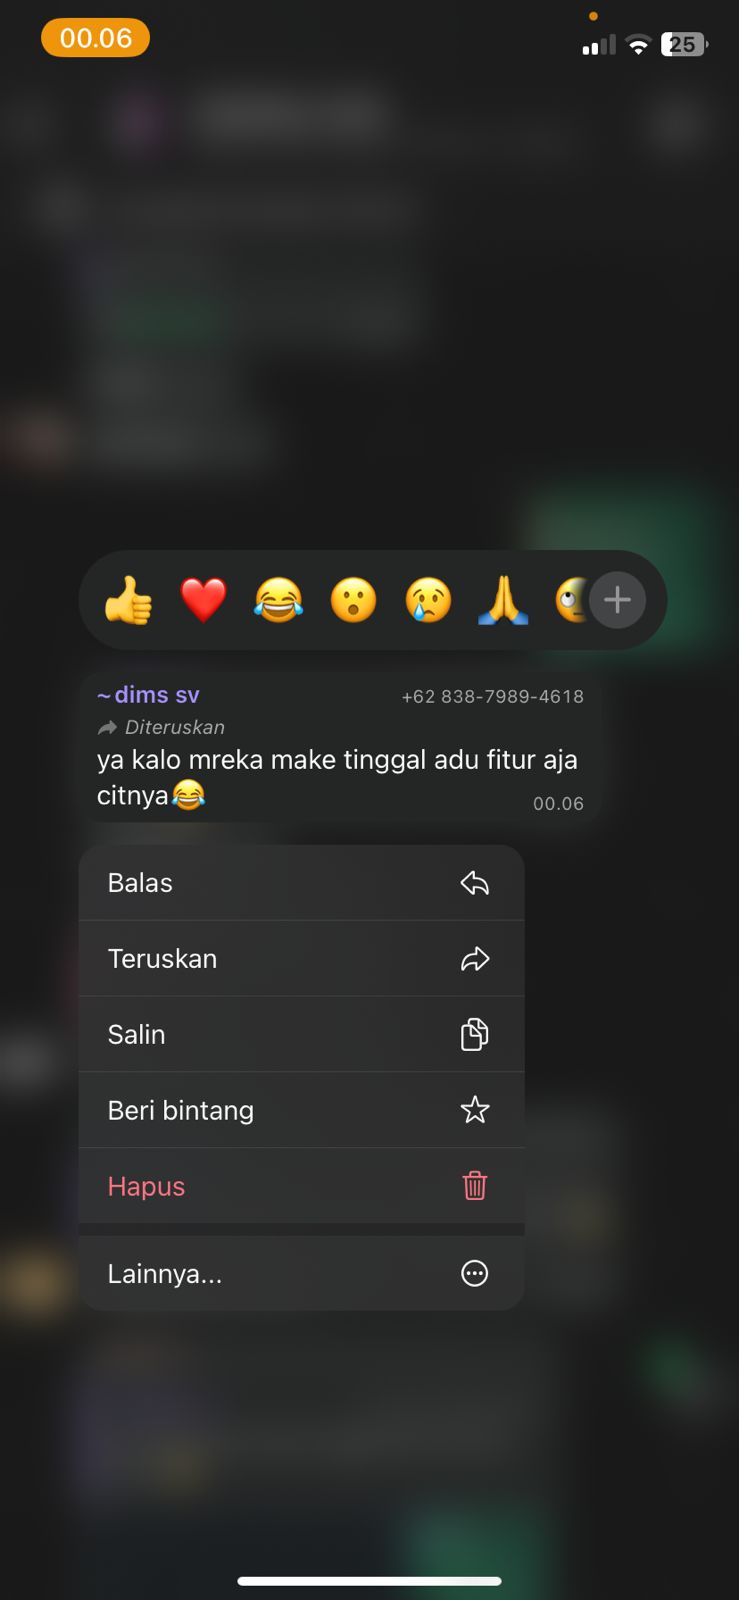 00.06
25
~dims sv +62 838-7989-4618
Diteruskan
ya kalo mreka make tinggal adu fitur aja
citnya😂
00.06
Balas
Teruskan
Salin
Beri bintang
Hapus
Lainnya...